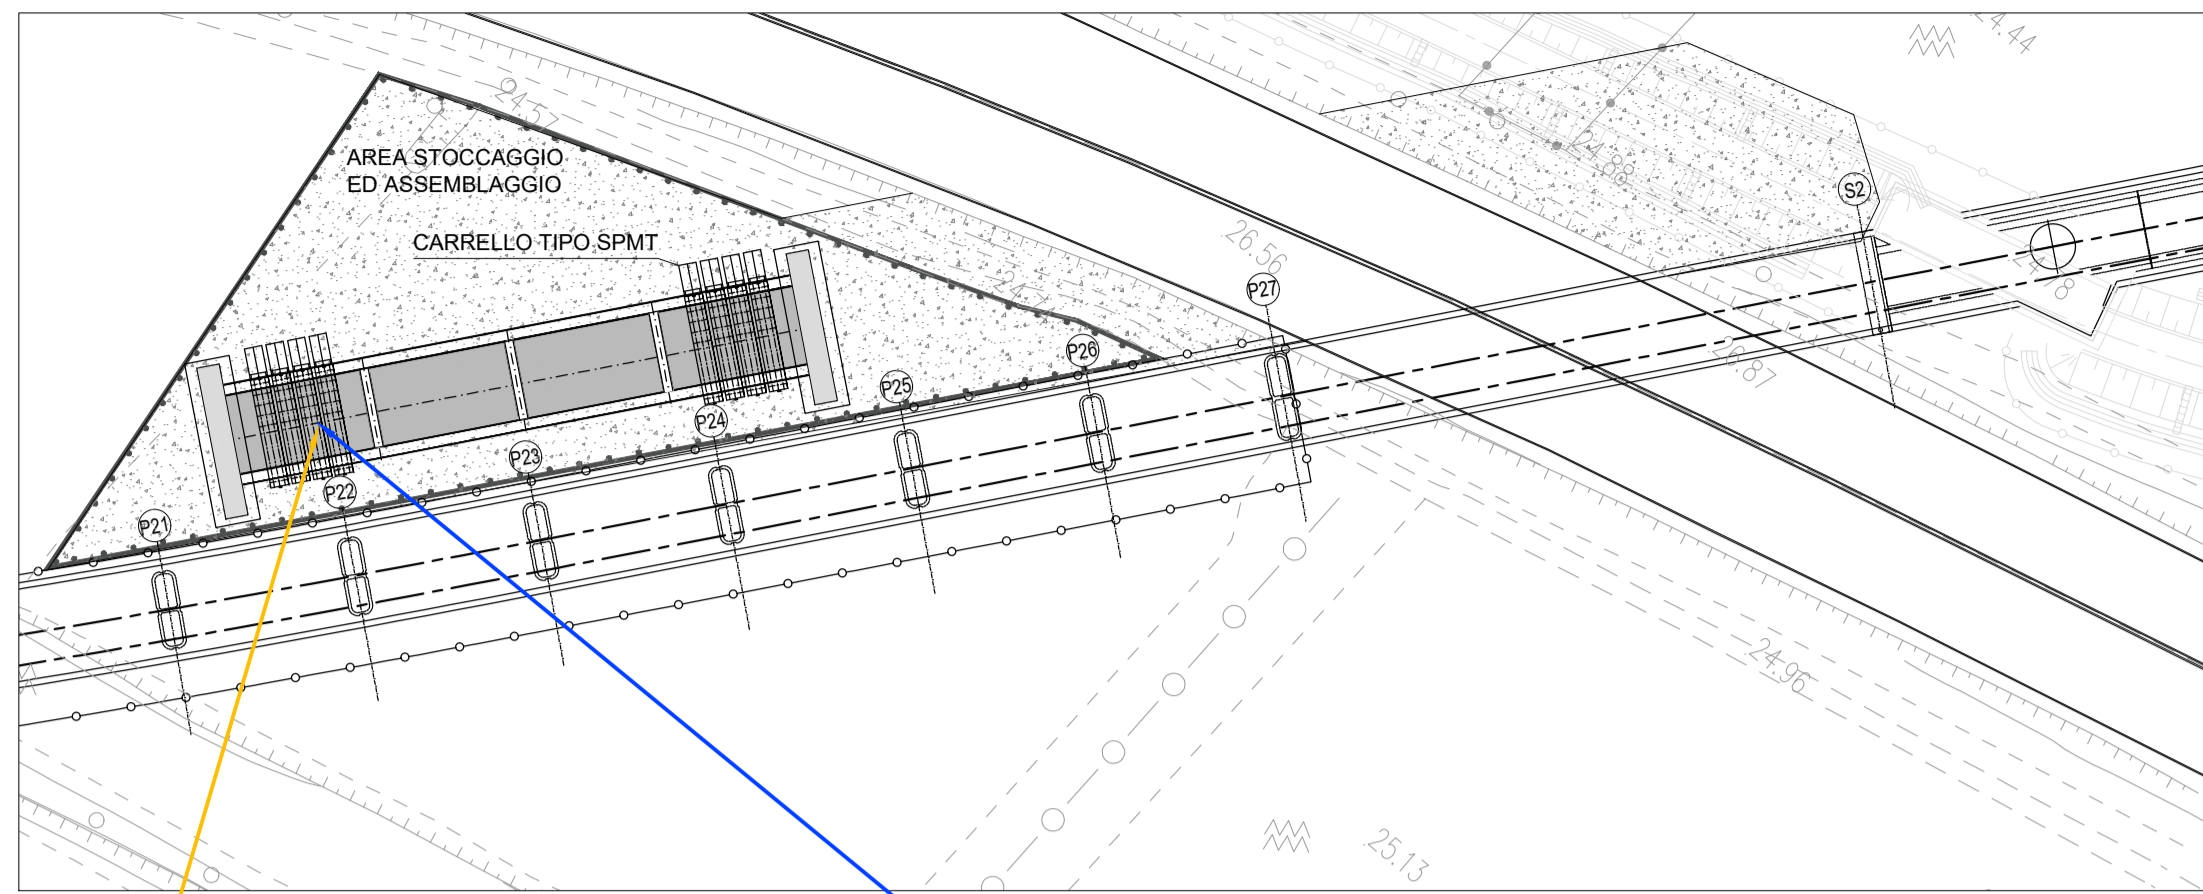 24.44
24.5
AREA STOCCAGGIO
ED ASSEMBLAGGIO
24.88
S2
CARRELLO TIPO SPMT
26.56
P27
P26
26.87
P25
P24
P23
P22
P21
24.96
25.13